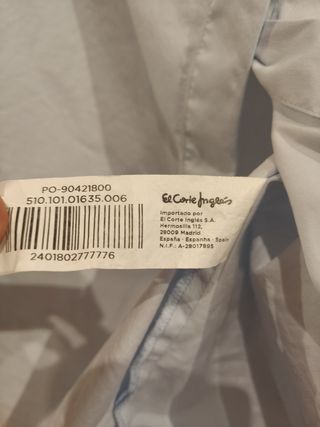 PO-90421800
510.101.01635.006
2401802777776
El Corte Inglés
Importado por
El Corte Inglés S.A.
Hermosilla 112,
28009 Madrid
España - Espanha - Spain
N.I.F.: A-28017895